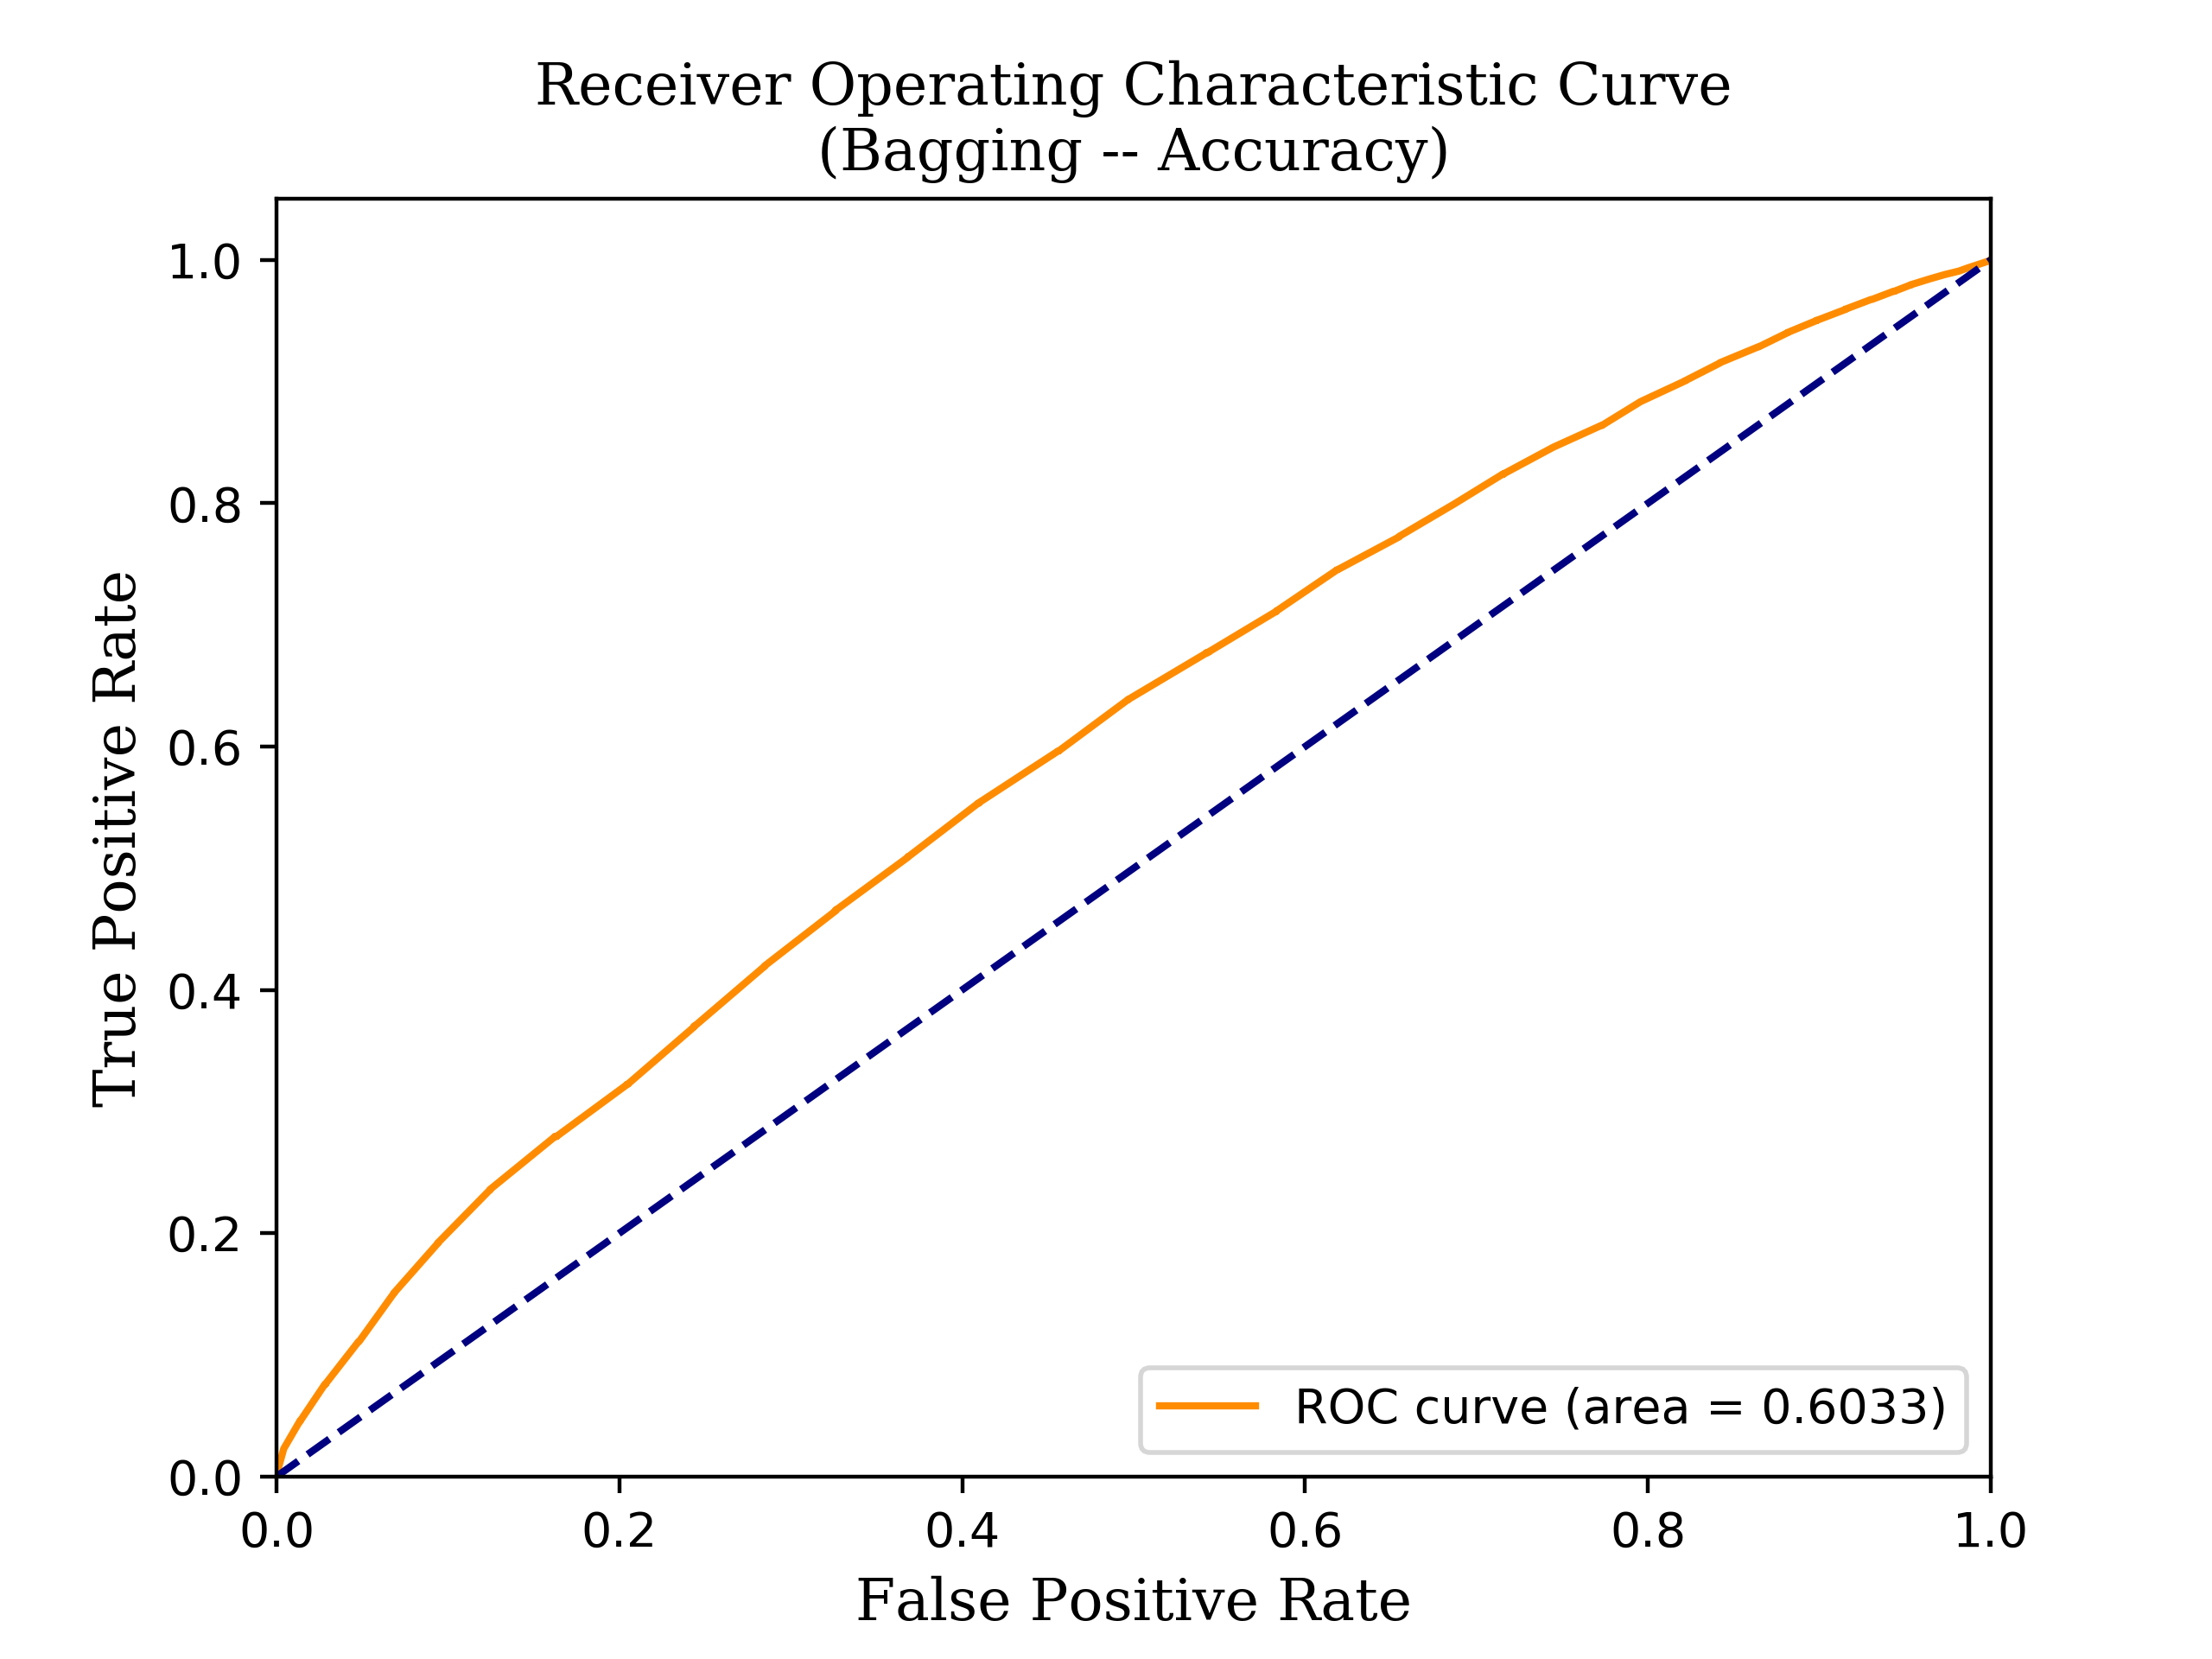 Receiver Operating Characteristic Curve
(Bagging -- Accuracy)
True Positive Rate
1.0
0.8
0.6
0.4
0.2
0.0
0.0 0.2 0.4 0.6 0.8 1.0
ROC curve (area = 0.6033)
False Positive Rate